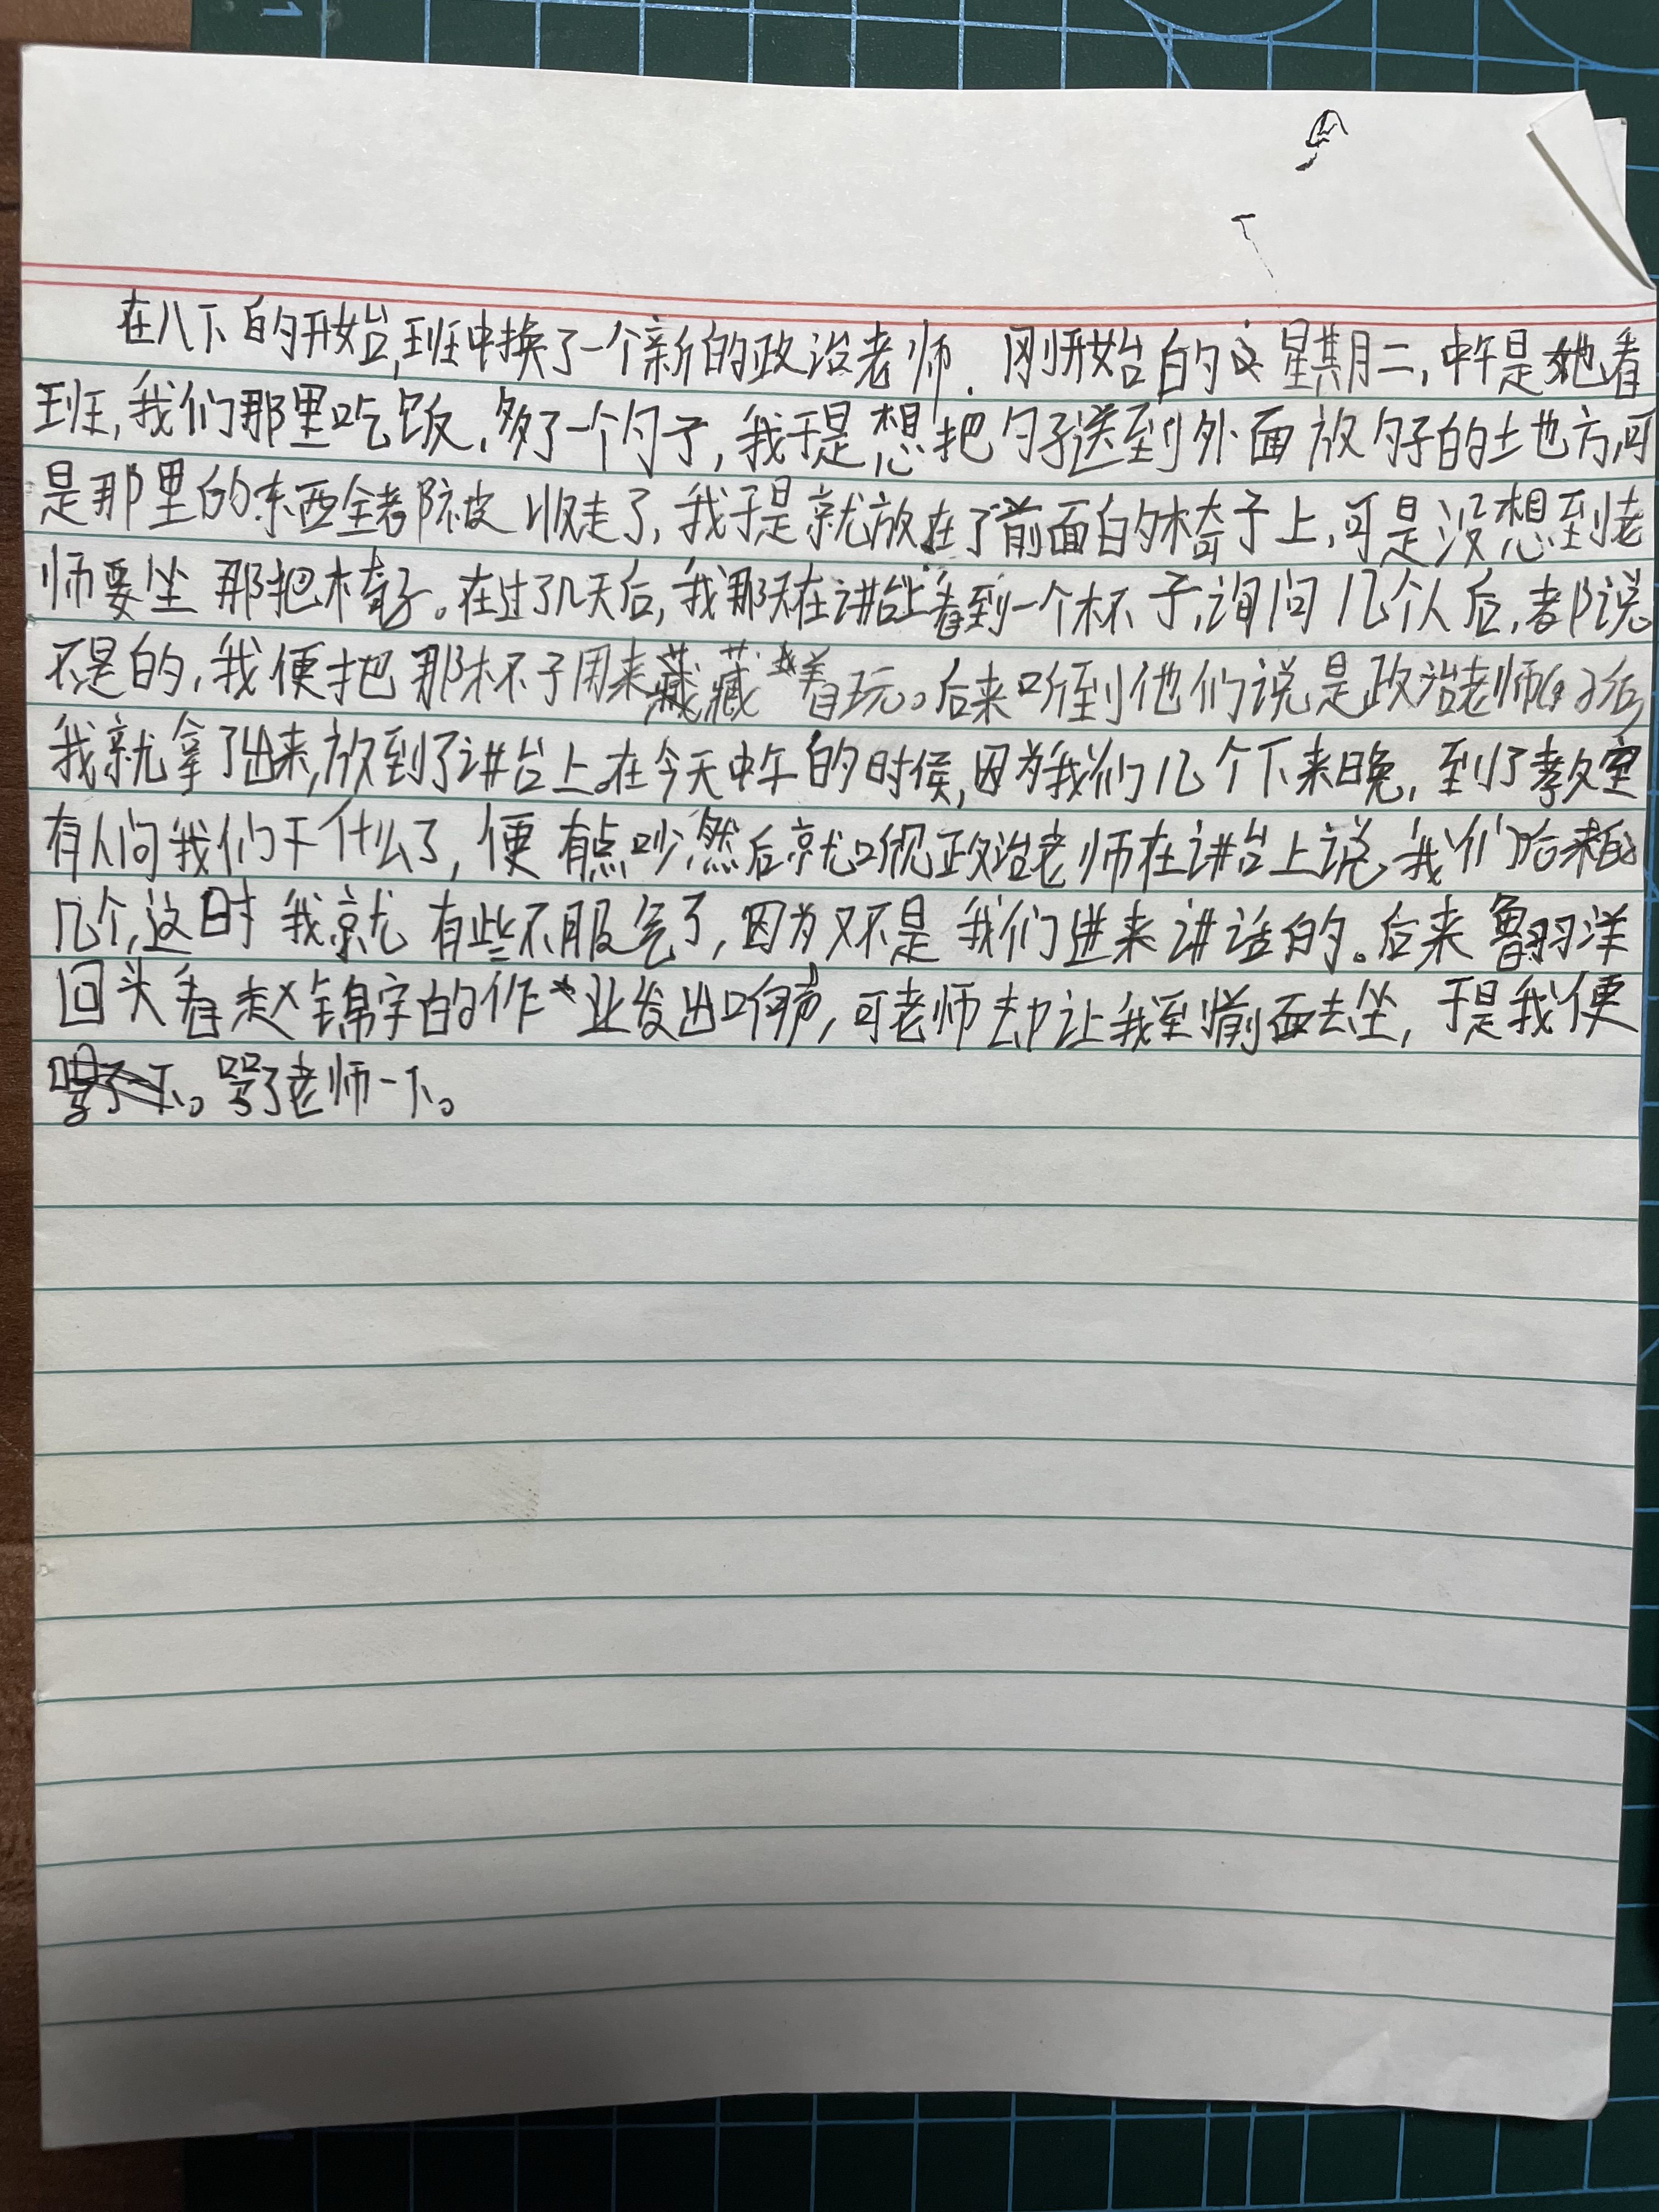 在八下的开始,班中换了一个新的政治老师.刚开始的这星期二,中午是她看
班,我们那里吃饭,多了一个勺子,我于是想把勺子送到外面放勺子的土地方,可
是那里的东西全都被收走了,我于是就放在了前面的椅子上,可是没想到老
师要坐那把椅子。在过了几天后,我那天在讲台上看到一个杯子,询问几个人后,都说
不是的,我便把那杯子用来藏藏着玩。后来听到他们说是政治老师的后,
我就拿了出来,放到了讲台上。在今天中午的时候,因为我们几个下来晚,到了教室
有人问我们干什么了,便有点吵然后就听见政治老师在讲台上说我们后来的
几个,这时我就有些不服气了,因为又不是我们进来讲话的。后来鲁羽洋
回头看赵锦宇的作业发出响声,可老师却让我到前面去坐,于是我便
骂了老师一下。